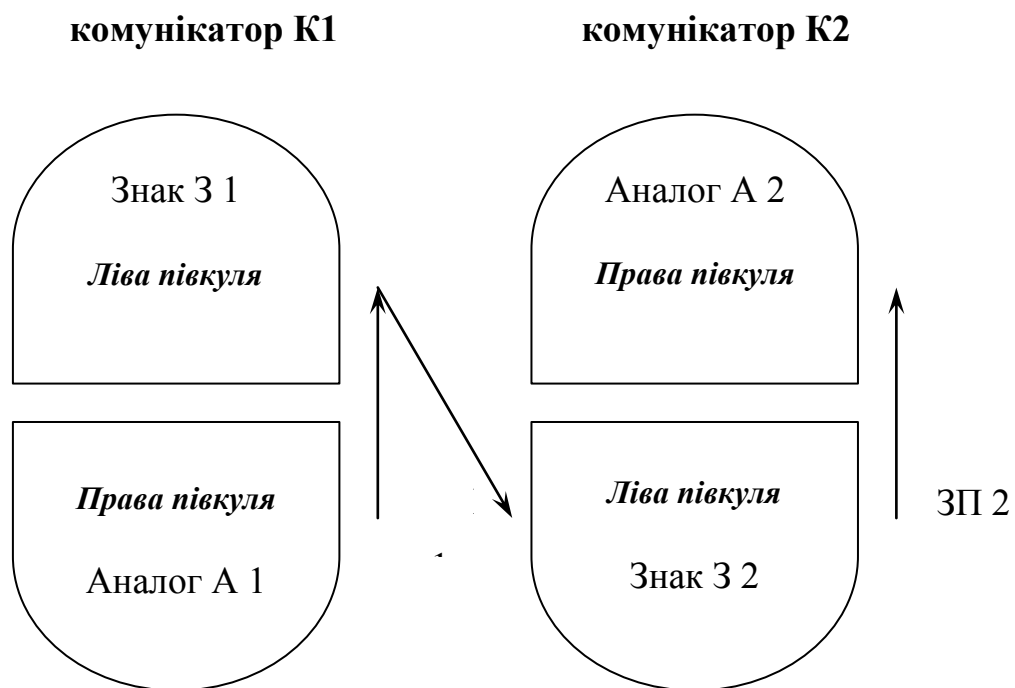 комунікатор К1
комунікатор К2
Знак З 1
Ліва півкуля
Аналог А 2
Права півкуля
Права півкуля
Аналог А 1
Ліва півкуля
Знак З 2
ЗП 2